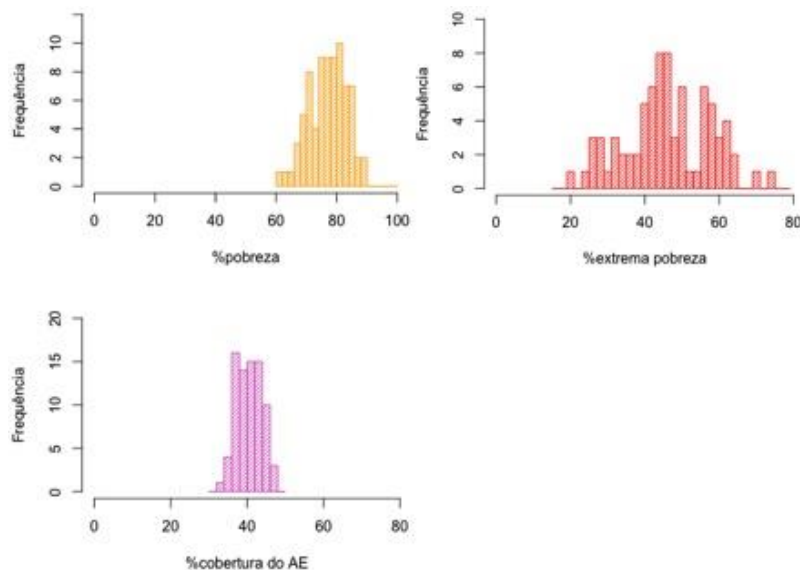 Frequência
0 2 4 6 8 10
0 20 40 60 80 100
%pobreza
Frequência
0 2 4 6 8 10
0 20 40 60 80
%extrema pobreza
Frequência
0 5 10 15 20
0 20 40 60 80
%cobertura do AE